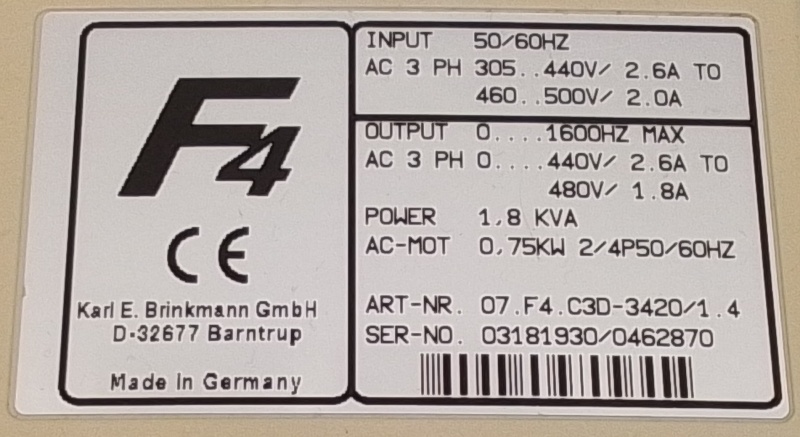 F4
CE
Karl E. Brinkmann GmbH
D-32677 Barntrup
Made in Germany
INPUT 50/60HZ
AC 3 PH 305..440V/ 2.6A TO
460..500V/ 2.0A
OUTPUT 0....1600HZ MAX
AC 3 PH 0....440V/ 2.6A TO
480V/ 1.8A
POWER 1,8 KVA
AC-MOT 0,75KW 2/4P50/60HZ
ART-NR. 07.F4.C3D-3420/1.4
SER-NO. 03181930/0462870